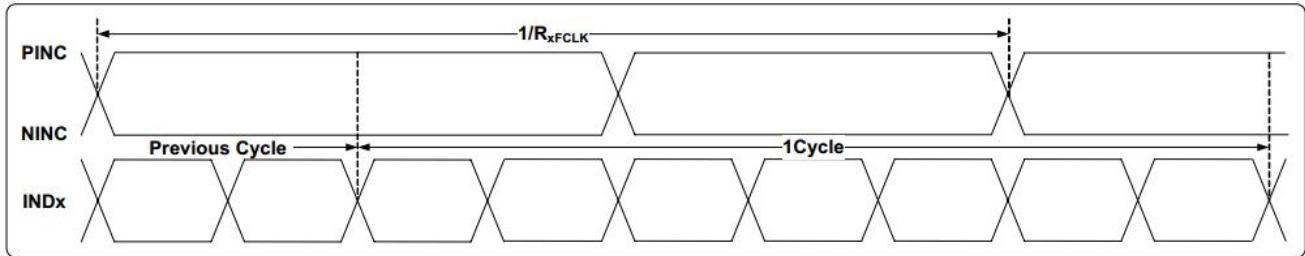 1/RxFCLK
PINC
NINC
Previous Cycle
1Cycle
INDx